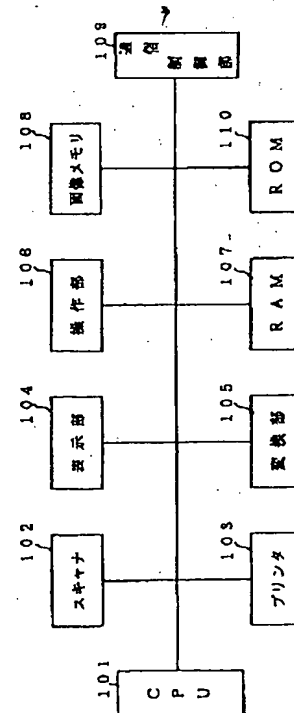 101
CPU
102
スキャナ
104
表示部
106
操作部
108
画像メモリ
109
通信
制御部
103
プリンタ
105
変換部
107
RAM
110
ROM